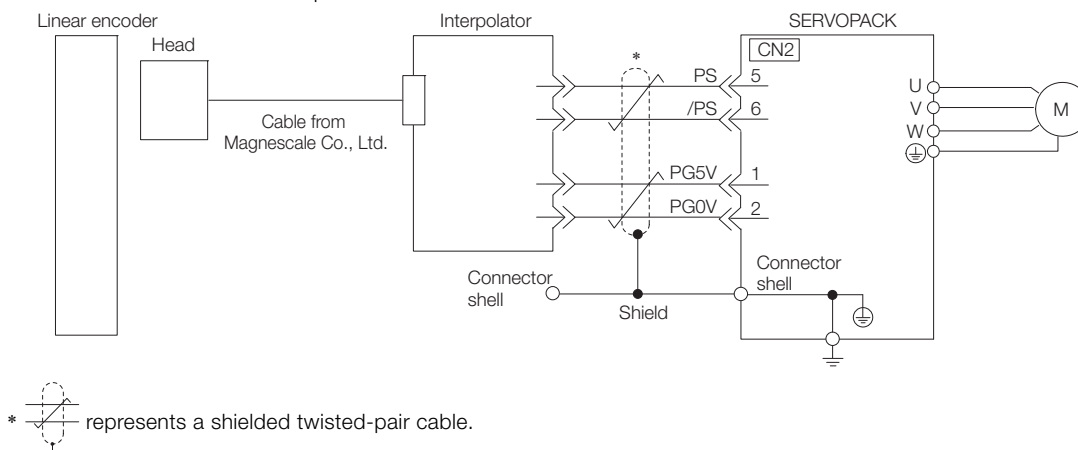 Linear encoder
Head
Cable from
Magnescale Co., Ltd.
Interpolator
*
PS
/PS
PG5V
PG0V
Connector
shell
Shield
SERVOPACK
CN2
5
6
1
2
Connector
shell
U
V
W
M
* represents a shielded twisted-pair cable.